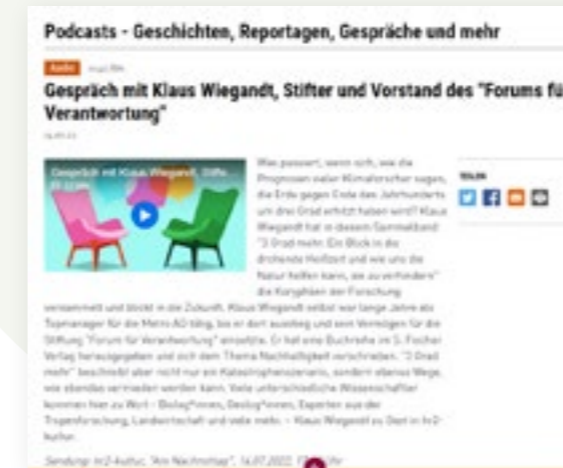 Podcasts - Geschichten, Reportagen, Gespräche und mehr
Audio
Gespräch mit Klaus Wiegandt, Stifter und Vorstand des "Forums fü
Verantwortung"
Gespräch mit Klaus Wiegandt, Stifte
Was passiert, wenn sich, wie die
Prognosen vieler Klimaforscher sagen,
die Erde gegen Ende des Jahrhunderts
um drei Grad erhitzt haben wird? Klaus
Wiegandt hat in diesem Sammelband
"3 Grad mehr: Ein Blick in die
drohende Heißzeit und wie uns die
Natur helfen kann, sie zu verhindern"
die Koryphäen der Forschung
TEILEN
versammelt und blickt in die Zukunft. Klaus Wiegandt selbst war lange Jahre als
Topmanager für die Metro AG tätig, bis er dort ausstieg und sein Vermögen für die
Stiftung "Forum für Verantwortung" einsetzte. Er hat eine Buchreihe im S. Fischer
Verlag herausgegeben und sich dem Thema Nachhaltigkeit verschrieben. "3 Grad
mehr" beschreibt aber nicht nur ein Katastrophenszenario, sondern ebenso Wege,
wie ebendas vermieden werden kann. Viele unterschiedliche Wissenschaftler
kommen hier zu Wort - Biolog*innen, Geolog*innen, Experten aus der
Tropenforschung, Landwirtschaft und viele mehr. - Klaus Wiegandt zu Gast in hr2-
kultur.
Sendung: hr2-kultur, "Am Nachmittag", 14.07.2022, Uhr